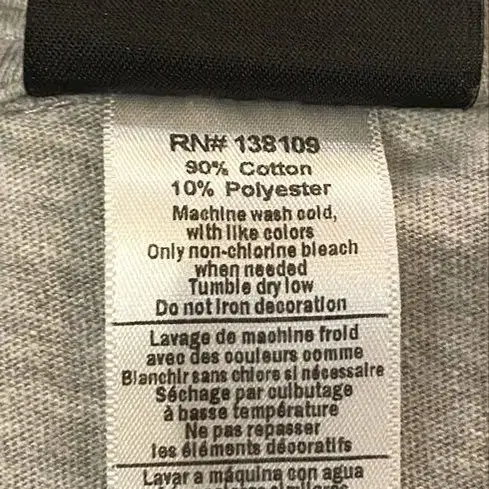 RN# 138109
90% Cotton
10% Polyester
Machine wash cold,
with like colors
Only non-chlorine bleach
when needed
Tumble dry low
Do not iron decoration
Lavage de machine froid
avec des couleurs comme
Blanchir sans chlore si nécessaire
Séchage par culbutage
à basse température
Ne pas repasser
les éléments décoratifs
Lavar a máquina con agua